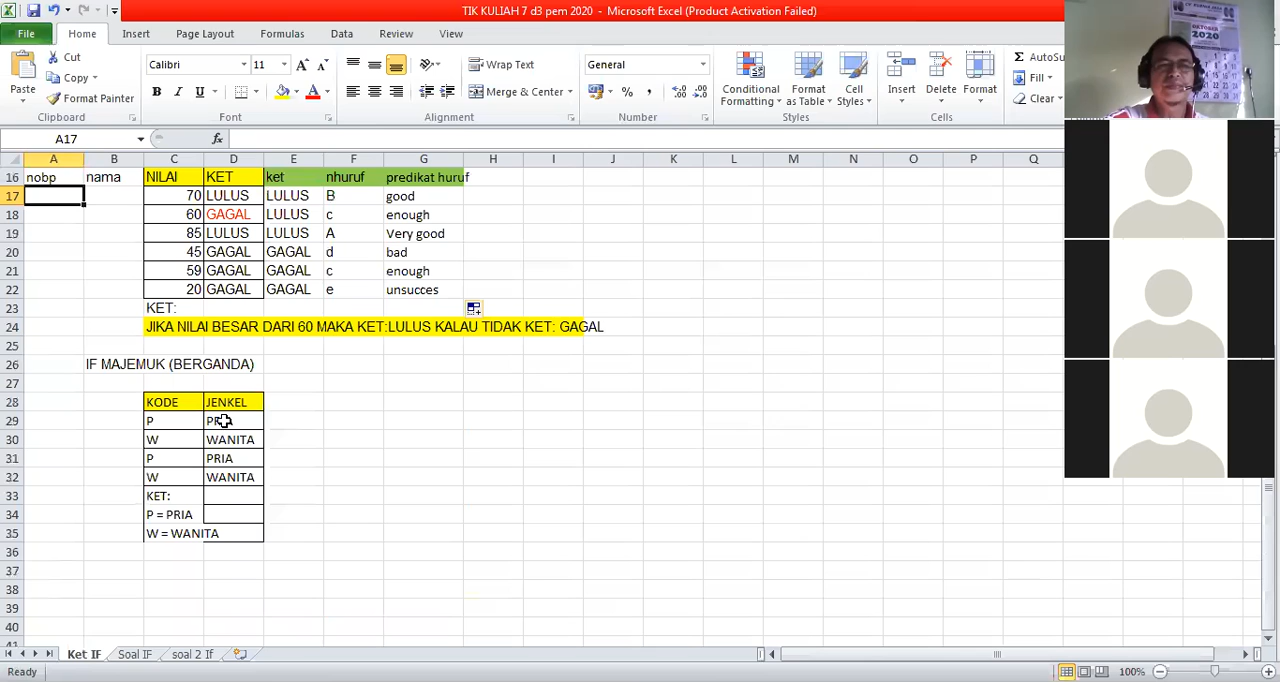 TIK KULIAH 7 d3 pem 2020 - Microsoft Excel (Product Activation Failed)
File Home Insert Page Layout Formulas Data Review View
Cut
Copy
Format Painter
Paste
Clipboard
Calibri 11
B I U
Font
Wrap Text
Merge & Center
Alignment
General
Number
Conditional Formatting
Format as Table
Cell Styles
Styles
Insert Delete Format
Cells
AutoSu
Fill
Clear
OKTOBER
2020
A17 fx
A B C D E F G H I J K L M N O P Q
16 nobp nama NILAI KET ket nhuruf predikat huruf
17 70 LULUS LULUS B good
18 60 GAGAL LULUS c enough
19 85 LULUS LULUS A Very good
20 45 GAGAL GAGAL d bad
21 59 GAGAL GAGAL c enough
22 20 GAGAL GAGAL e unsucces
23 KET:
24 JIKA NILAI BESAR DARI 60 MAKA KET:LULUS KALAU TIDAK KET: GAGAL
25
26 IF MAJEMUK (BERGANDA)
27
28 KODE JENKEL
29 P PRIA
30 W WANITA
31 P PRIA
32 W WANITA
33 KET:
34 P = PRIA
35 W = WANITA
36
37
38
39
40
41
Ket IF Soal IF soal 2 If
Ready 100%